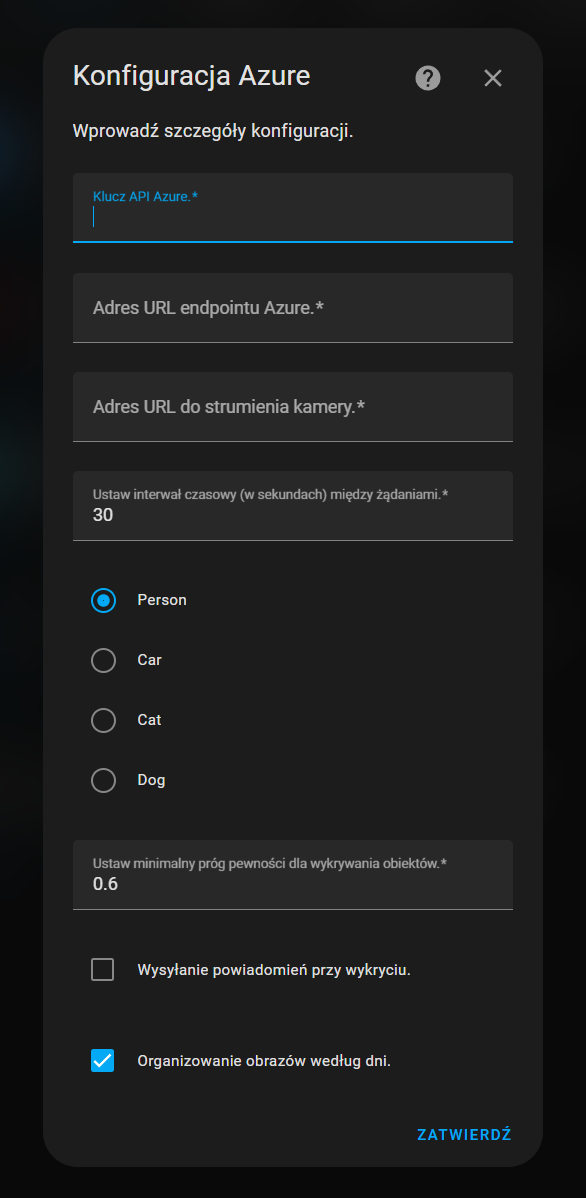 Konfiguracja Azure
Wprowadź szczegóły konfiguracji.
Klucz API Azure.*
Adres URL endpointu Azure.*
Adres URL do strumienia kamery.*
Ustaw interwał czasowy (w sekundach) między żądaniami.*
30
Person
Car
Cat
Dog
Ustaw minimalny próg pewności dla wykrywania obiektów.*
0.6
Wysyłanie powiadomień przy wykryciu.
Organizowanie obrazów według dni.
ZATWIERDŹ